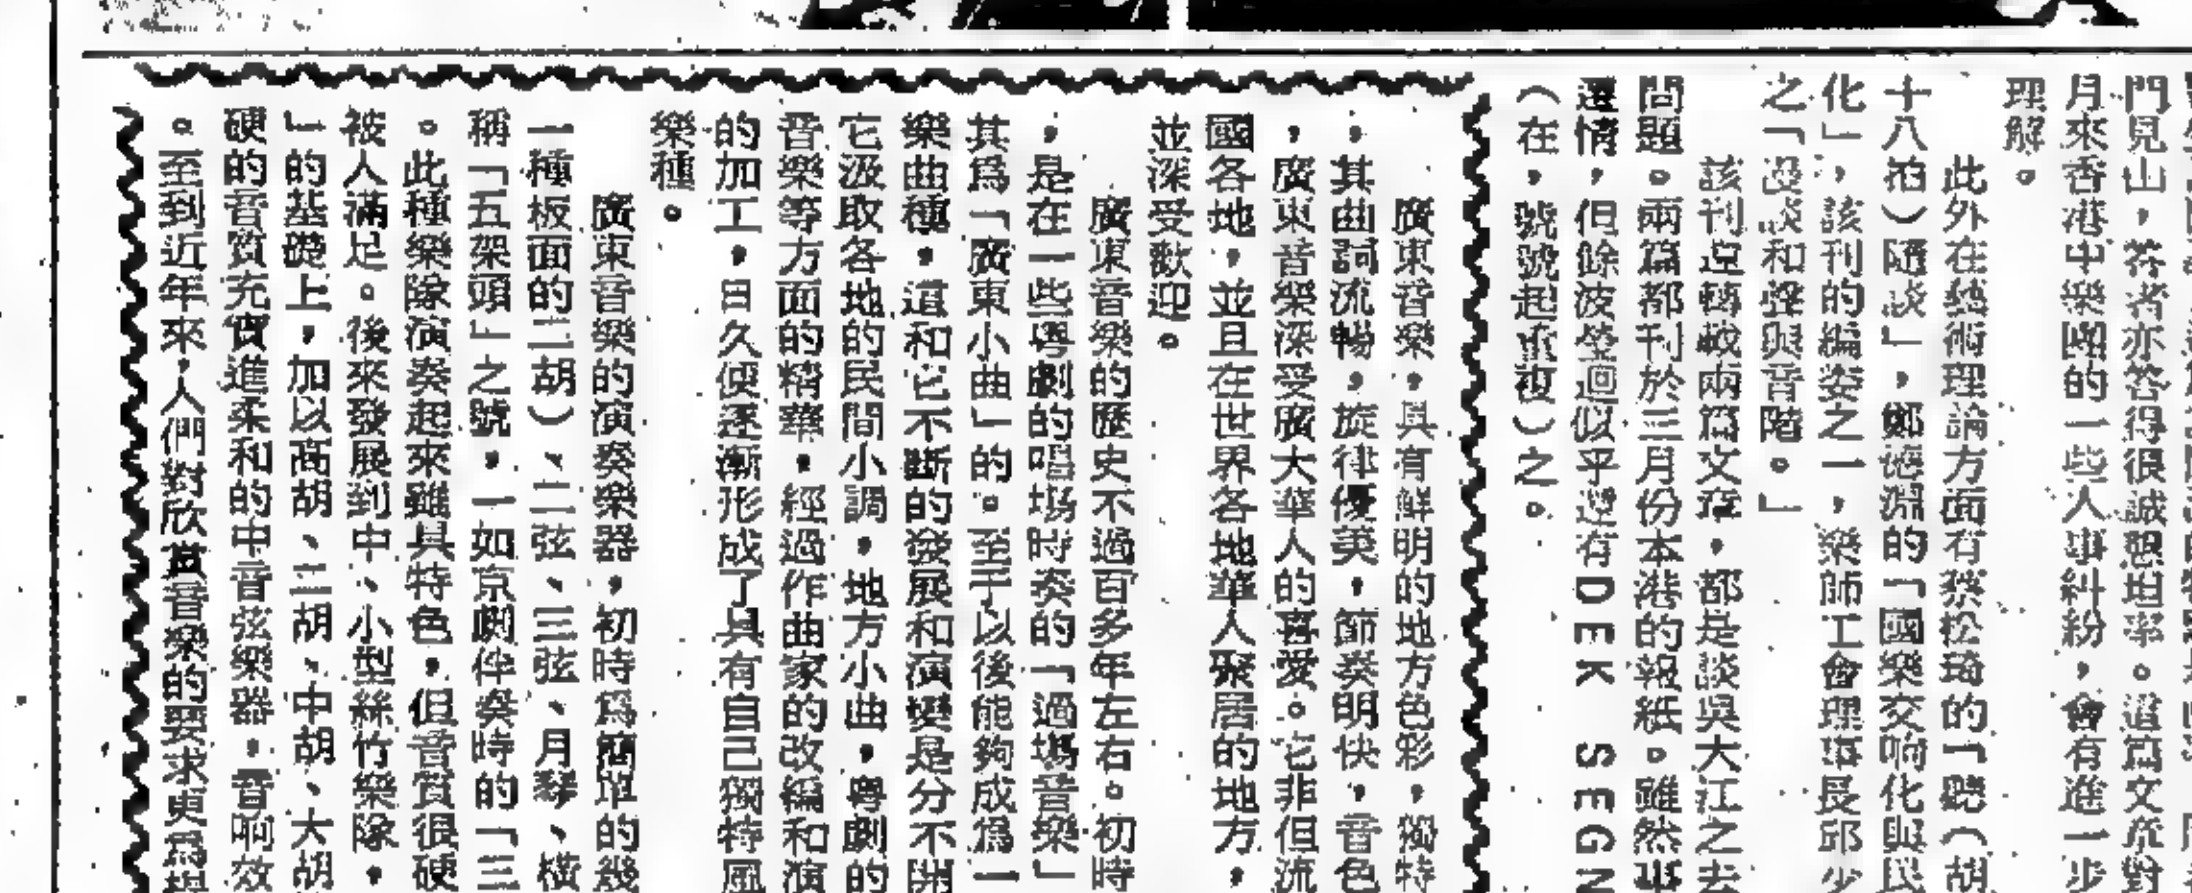 門見山，答者亦答得很誠懇坦率。這篇文章對
月來香港中樂團的一些人事糾紛，會有進一步
理解。
此外在藝術理論方面有蔡松琦的「聽（胡
十八拍）隨談」，鄭德淵的「國樂交响化與民
化」，該刊的編委之一，樂師工會理事長邱少
之「漫談和聲與音階。」
該刊還轉載兩篇文章，都是談吳大江之去
問題。兩篇都刊於三月份本港的報紙。雖然事
還情，但餘波瑩迴似乎還有DEK SEGN
（在，號號起重複）之。
廣東音樂，具有鮮明的地方色彩，獨特
，其曲調流暢，旋律優美，節奏明快，音色
，廣東音樂深受廣大華人的喜愛。它非但流
國各地，並且在世界各地華人聚居的地方，
並深受歡迎。
廣東音樂的歷史不過百多年左右。初時
，是在一些粵劇的唱場時奏的「過場音樂」
其爲「廣東小曲」的。至于以後能夠成爲一
樂曲種，這和它不斷的發展和演變是分不開
它汲取各地的民間小調，地方小曲，粵劇的
音樂等方面的精華，經過作曲家的改編和演
的加工，日久便逐漸形成了具有自己獨特風
樂種。
廣東音樂的演奏樂器，初時爲簡單的幾
一種板面的二胡）、二弦、三弦、月琴、橫
稱「五架頭」之號，一如京劇伴奏時的「三
。此種樂隊演奏起來雖具特色，但音質很硬
被人滿足。後來發展到中、小型絲竹樂隊，
」的基礎上，加以高胡、二胡、中胡、大胡
硬的音質充實進柔和的中音弦樂器，音响效
。至到近年來，人們對欣賞音樂的要求更爲提